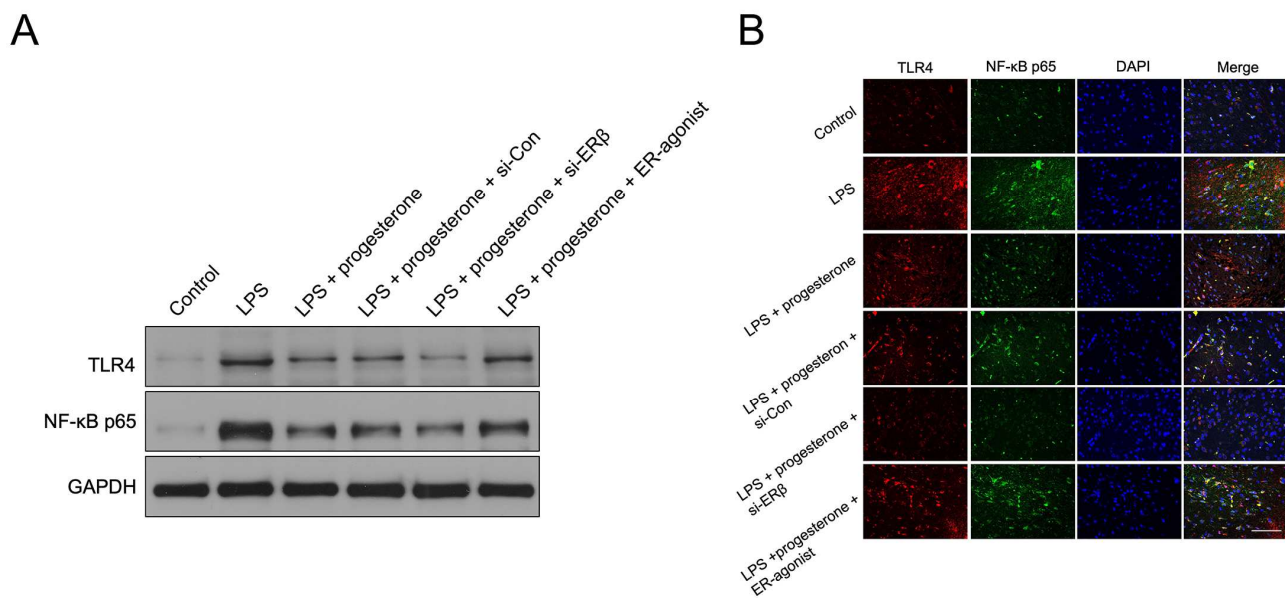 A
Control
LPS
LPS + progesterone
LPS + progesterone + si-Con
LPS + progesterone + si-ERβ
LPS + progesterone + ER-agonist
TLR4
NF-κB p65
GAPDH
B
TLR4 NF-κB p65 DAPI Merge
Control
LPS
LPS + progesterone
LPS + progesteron +
si-Con
LPS + progesterone +
si-ERβ
LPS +progesterone +
ER-agonist